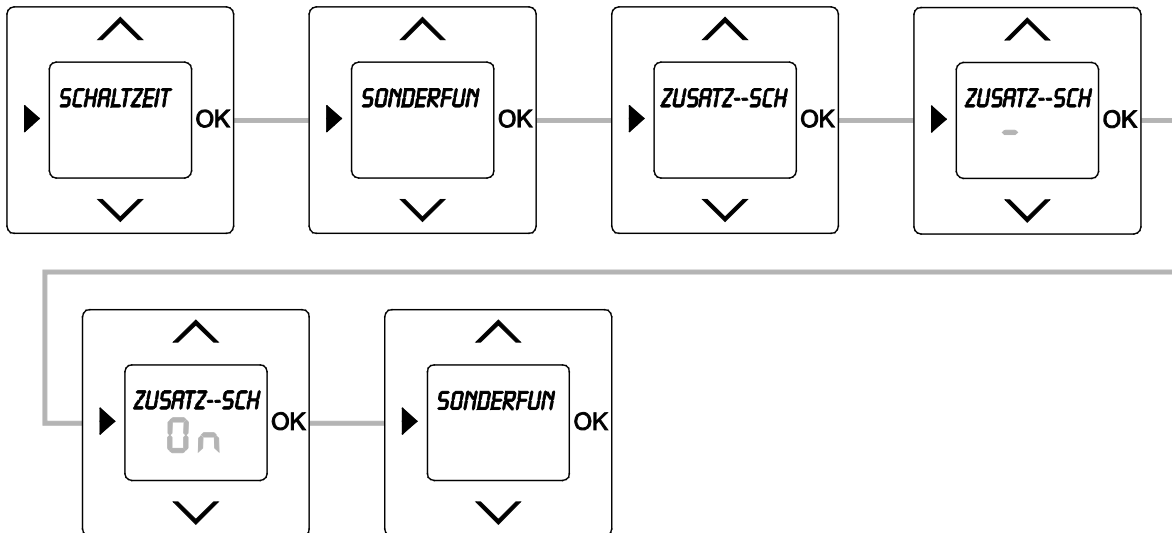 SCHALTZEIT
OK
SONDERFUN
OK
ZUSATZ--SCH
OK
ZUSATZ--SCH
-
OK
ZUSATZ--SCH
On
OK
SONDERFUN
OK